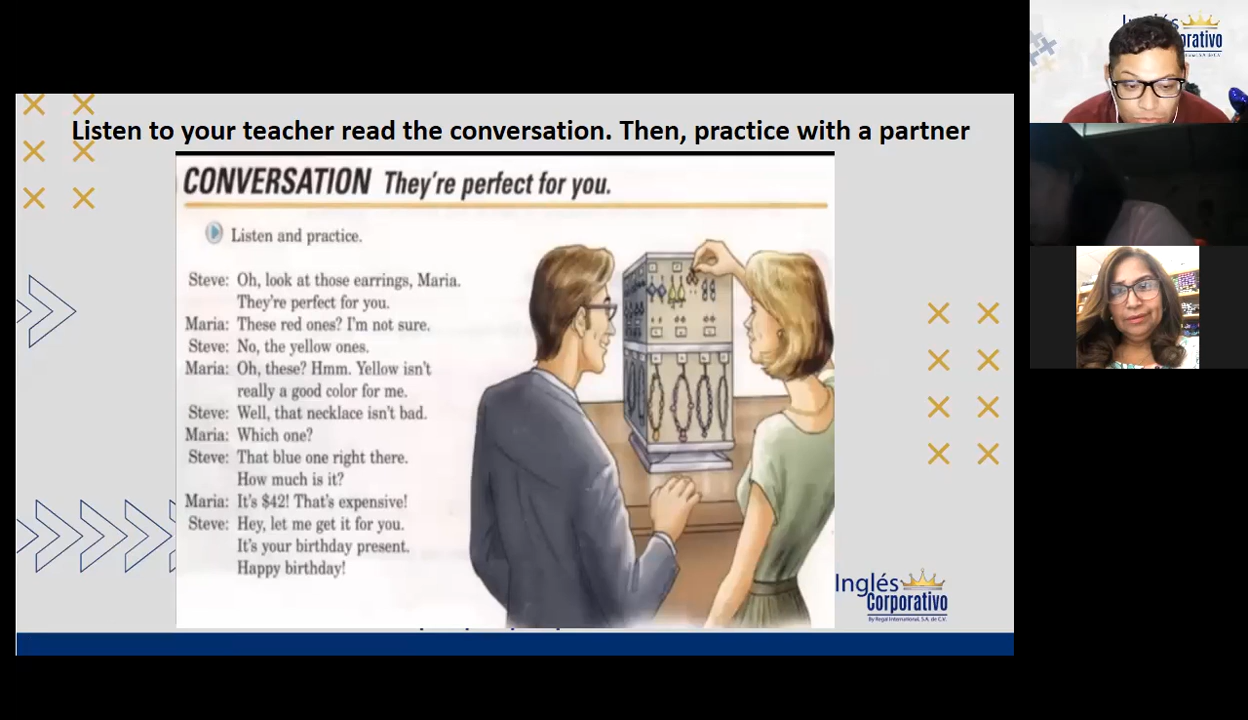 Listen to your teacher read the conversation. Then, practice with a partner
CONVERSATION They're perfect for you.
Listen and practice.
Steve: Oh, look at those earrings, Maria.
They're perfect for you.
Maria: These red ones? I'm not sure.
Steve: No, the yellow ones.
Maria: Oh, these? Hmm. Yellow isn't
really a good color for me.
Steve: Well, that necklace isn't bad.
Maria: Which one?
Steve: That blue one right there.
How much is it?
Maria: It's $42! That's expensive!
Steve: Hey, let me get it for you.
It's your birthday present.
Happy birthday!
Inglés
Corporativo
By Regal International, S.A. de C.V.